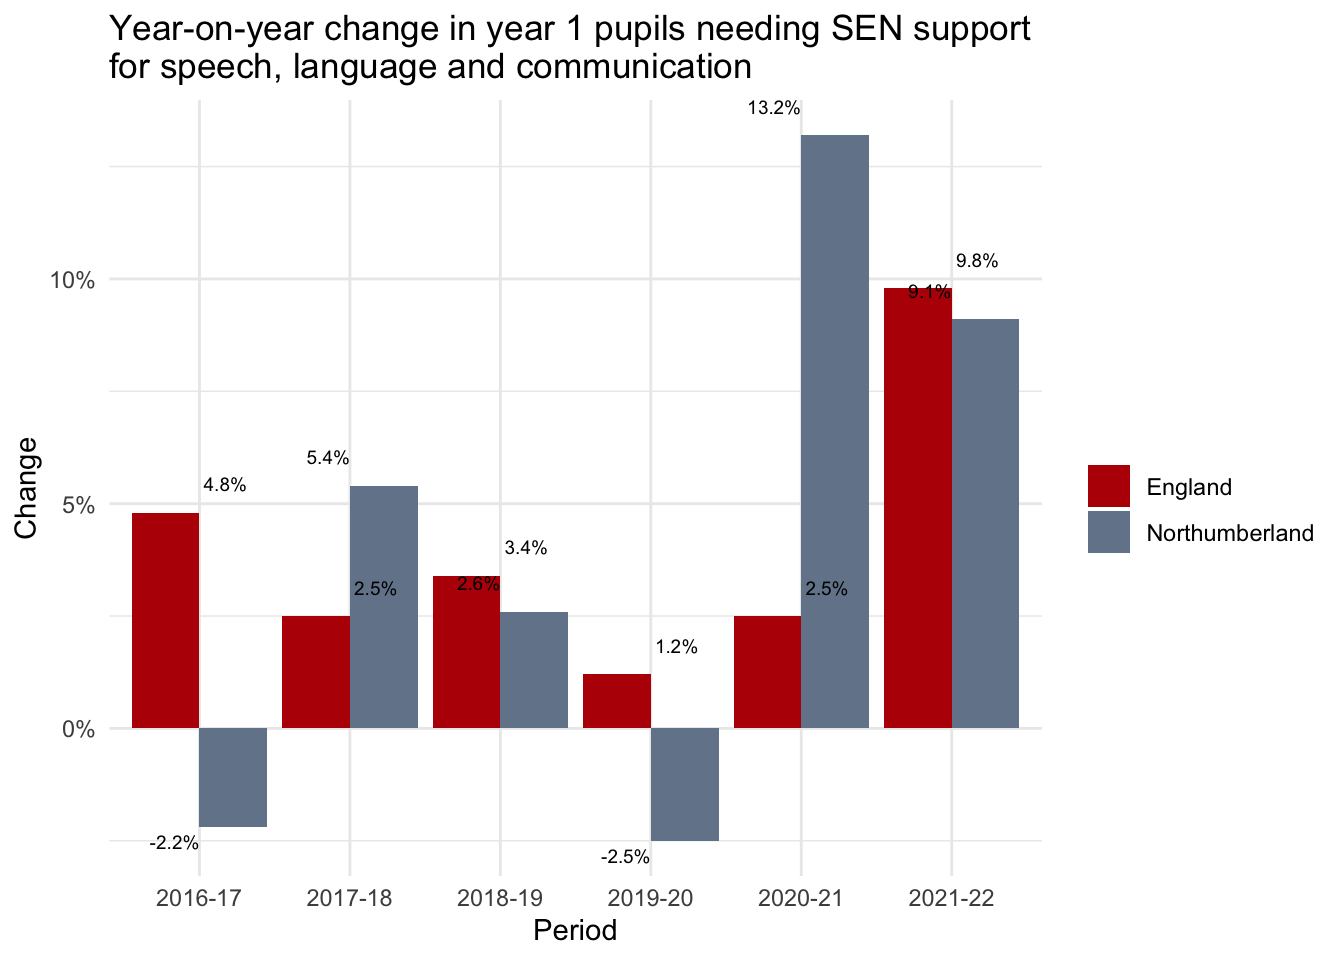 Year-on-year change in year 1 pupils needing SEN support
for speech, language and communication
13.2%
9.8%
9.1%
10%
5.4%
4.8%
5%
3.4%
2.5%
2.6%
2.5%
1.2%
0%
-2.2%
-2.5%
Change
England
Northumberland
2016-17 2017-18 2018-19 2019-20 2020-21 2021-22
Period